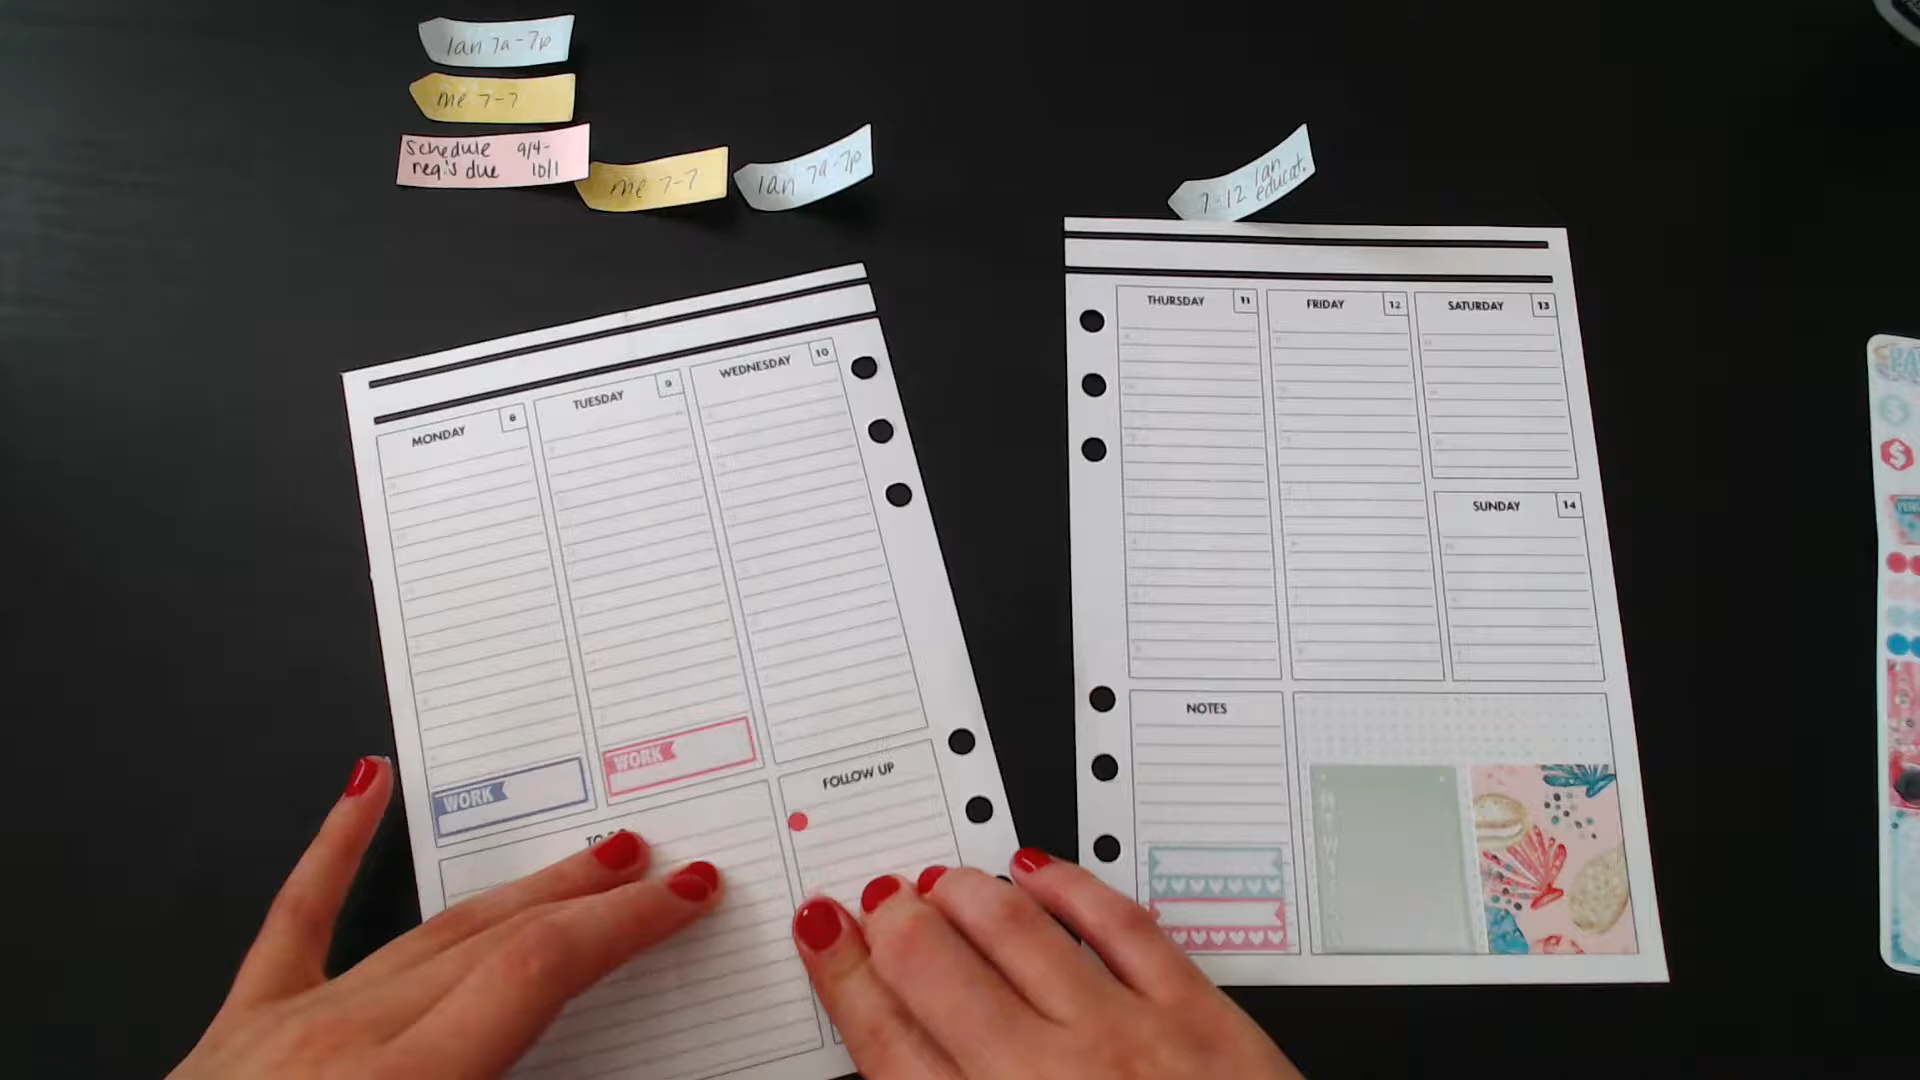 Ian 7a-7p
me 7-7
Schedule 9/4-
req's due 10/1
me 7-7
Ian 7a-7p
7-12 Ian
educat.
MONDAY 8
TUESDAY 9
WEDNESDAY 10
THURSDAY 11
FRIDAY 12
SATURDAY 13
SUNDAY 14
WORK
WORK
FOLLOW UP
NOTES
$